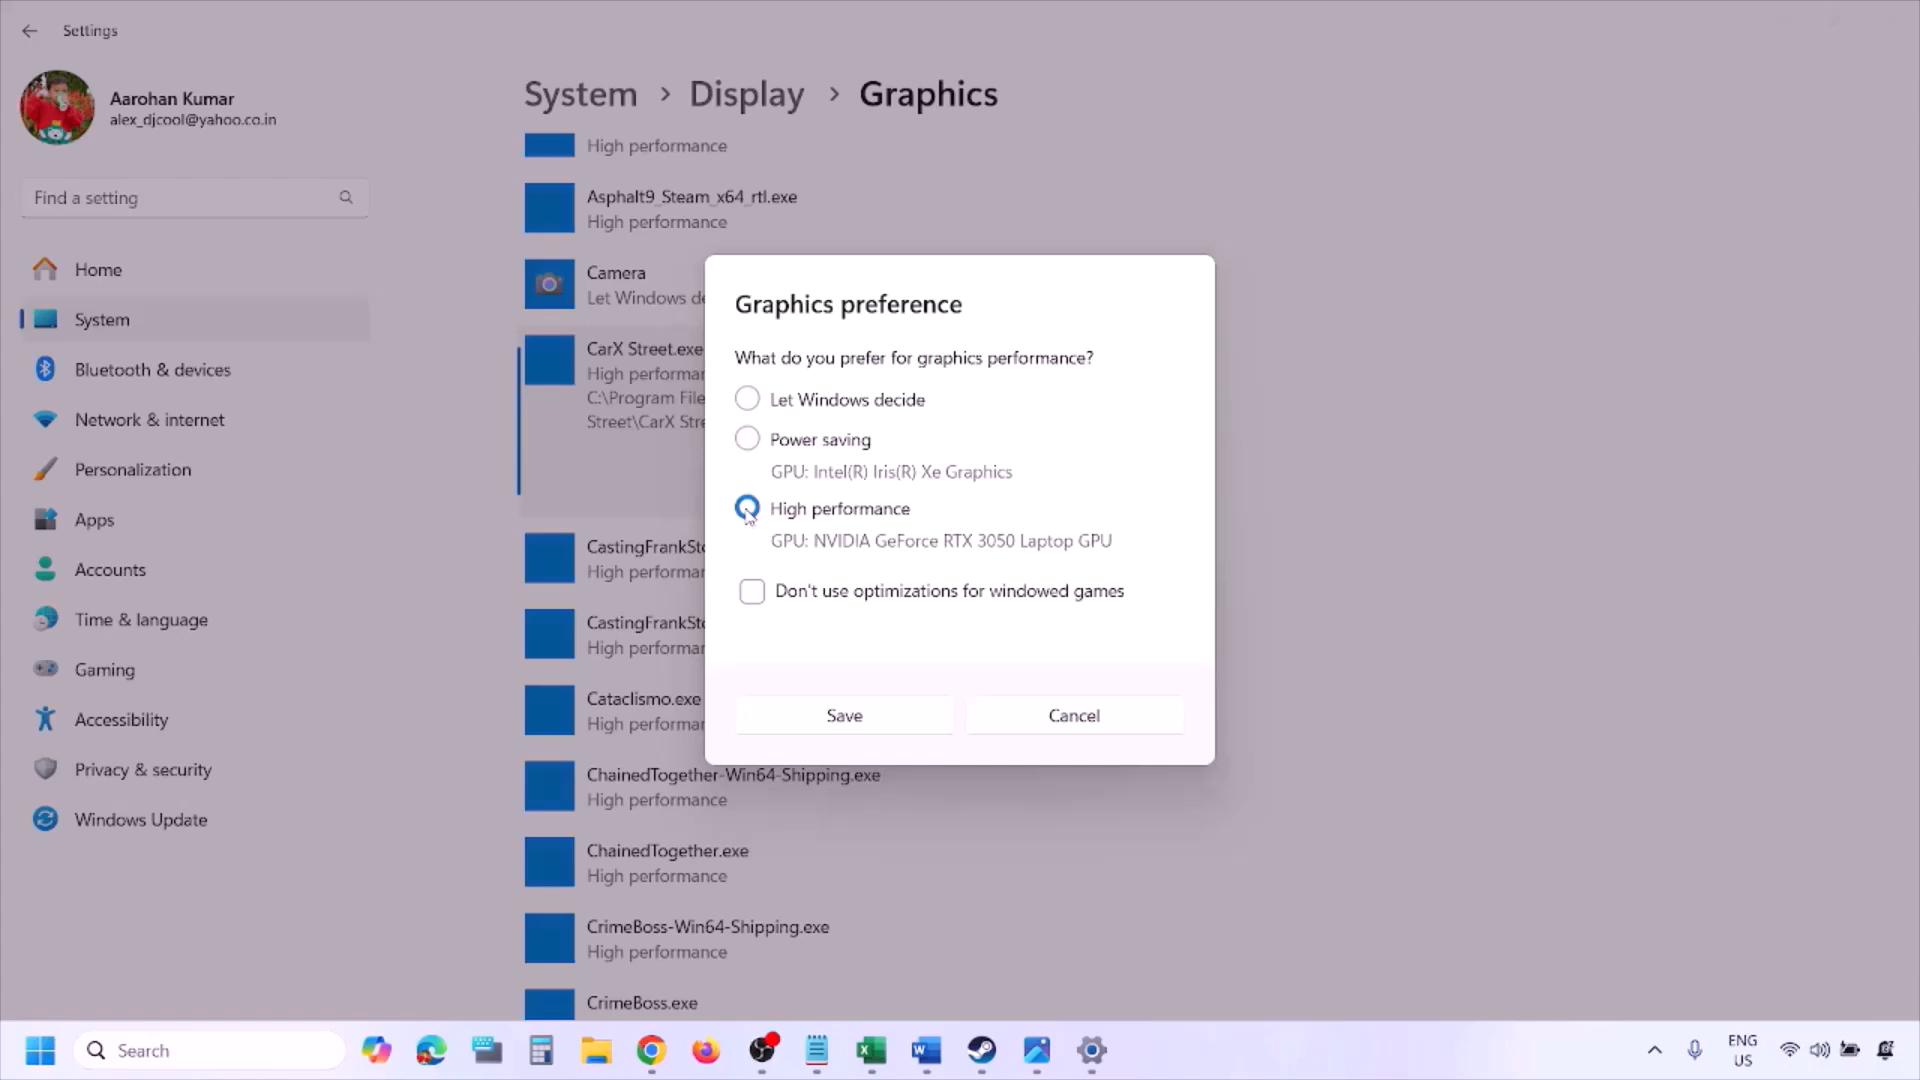 Settings
Aarohan Kumar
alex_djcool@yahoo.co.in
Find a setting
Home
System
Bluetooth & devices
Network & internet
Personalization
Apps
Accounts
Time & language
Gaming
Accessibility
Privacy & security
Windows Update
System > Display > Graphics
High performance
Asphalt9_Steam_x64_rtl.exe
High performance
Camera
Let Windows de
CarX Street.exe
High performan
C:\Program File
Street\CarX Stre
CastingFrankSto
High performan
CastingFrankSto
High performan
Cataclismo.exe
High performan
ChainedTogether-Win64-Shipping.exe
High performance
ChainedTogether.exe
High performance
CrimeBoss-Win64-Shipping.exe
High performance
CrimeBoss.exe
Graphics preference
What do you prefer for graphics performance?
Let Windows decide
Power saving
GPU: Intel(R) Iris(R) Xe Graphics
High performance
GPU: NVIDIA GeForce RTX 3050 Laptop GPU
Don't use optimizations for windowed games
Save
Cancel
Search
ENG
US